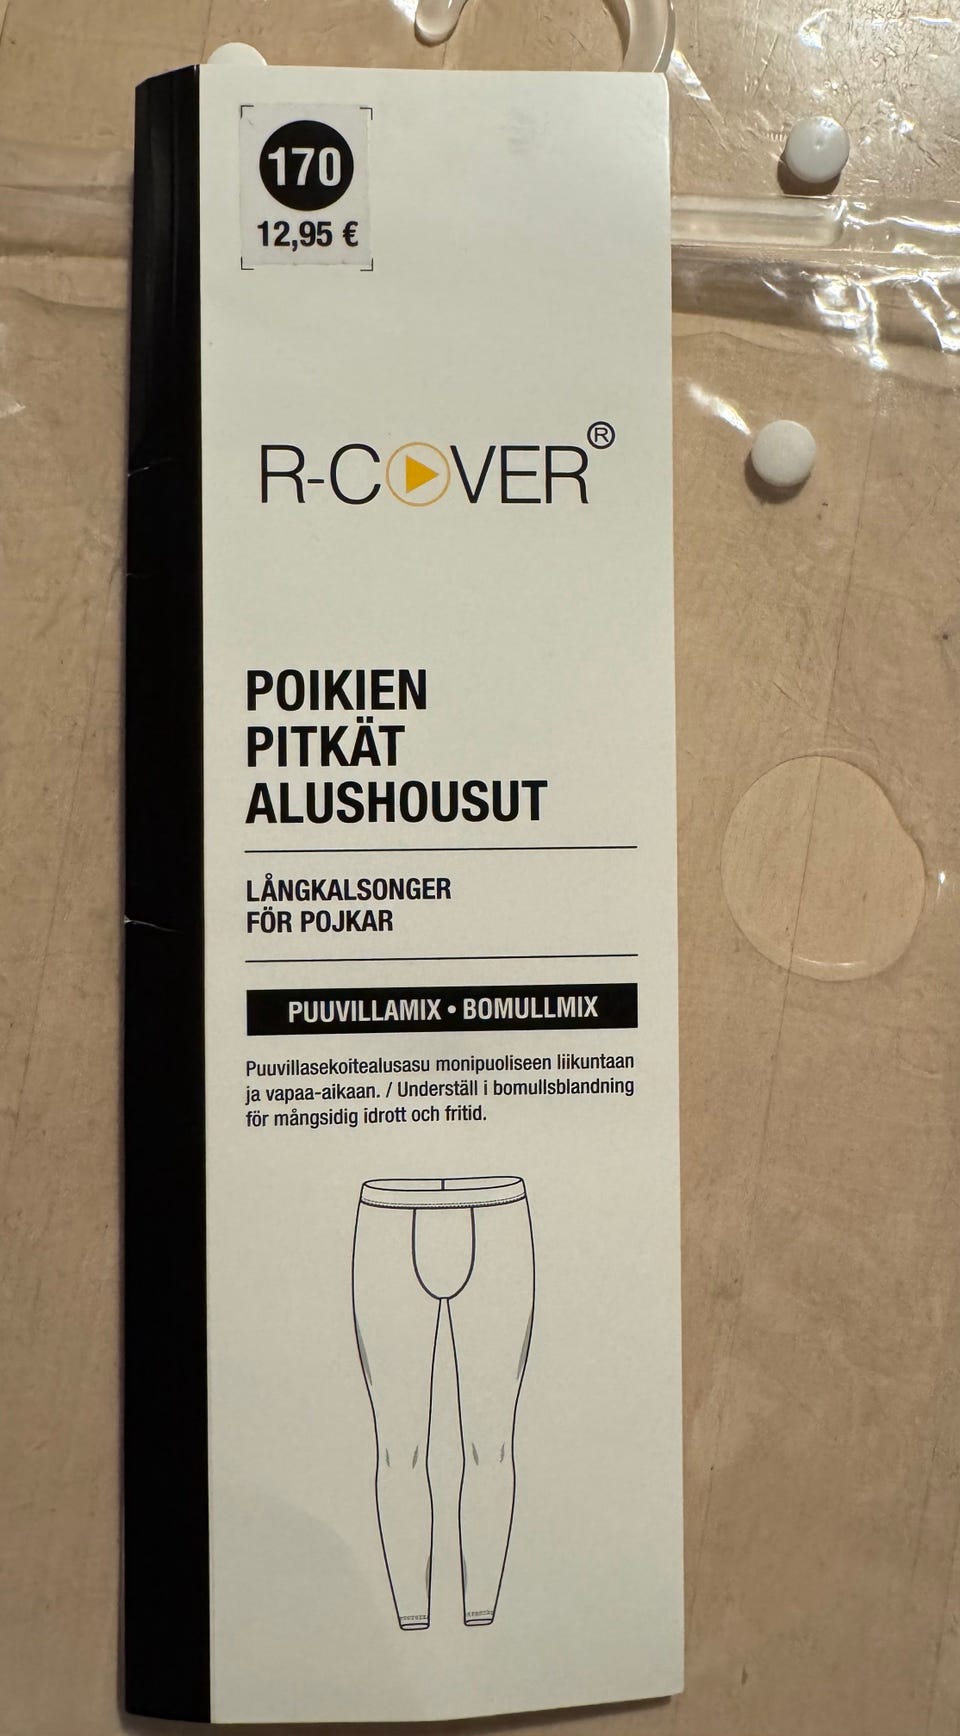 170
12,95 €
R-COVER®
POIKIEN
PITKÄT
ALUSHOUSUT
LÅNGKALSONGER
FÖR POJKAR
PUUVILLAMIX • BOMULLMIX
Puuvillasekoitealusasu monipuoliseen liikuntaan
ja vapaa-aikaan. / Underställ i bomullsblandning
för mångsidig idrott och fritid.